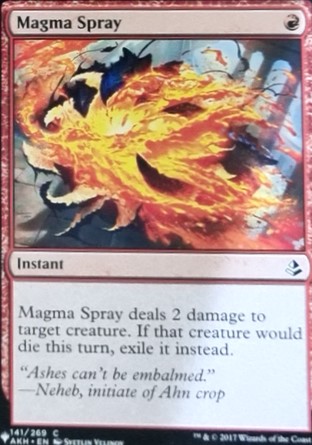 Magma Spray
Instant
Magma Spray deals 2 damage to
target creature. If that creature would
die this turn, exile it instead.
“Ashes can't be embalmed.”
—Neheb, initiate of Ahn crop
141/269 C
AKH • EN Svetlin Velinov
™ & © 2017 Wizards of the Coast